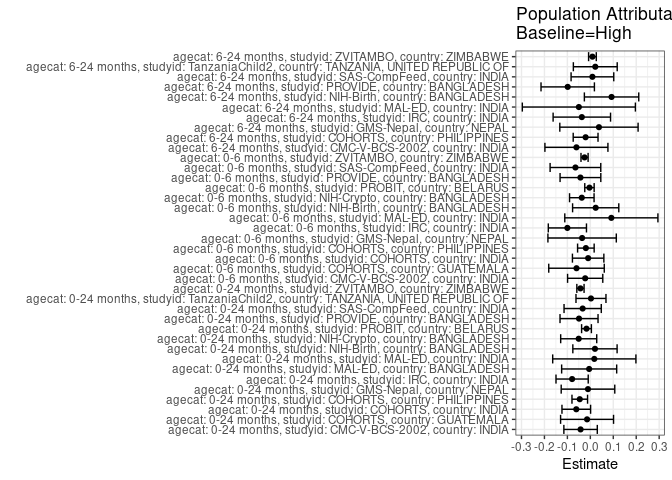 Population Attributa
Baseline=High
agecat: 6-24 months, studyid: ZVITAMBO, country: ZIMBABWE
agecat: 6-24 months, studyid: TanzaniaChild2, country: TANZANIA, UNITED REPUBLIC OF
agecat: 6-24 months, studyid: SAS-CompFeed, country: INDIA
agecat: 6-24 months, studyid: PROVIDE, country: BANGLADESH
agecat: 6-24 months, studyid: NIH-Birth, country: BANGLADESH
agecat: 6-24 months, studyid: MAL-ED, country: INDIA
agecat: 6-24 months, studyid: IRC, country: INDIA
agecat: 6-24 months, studyid: GMS-Nepal, country: NEPAL
agecat: 6-24 months, studyid: COHORTS, country: PHILIPPINES
agecat: 6-24 months, studyid: CMC-V-BCS-2002, country: INDIA
agecat: 0-6 months, studyid: ZVITAMBO, country: ZIMBABWE
agecat: 0-6 months, studyid: SAS-CompFeed, country: INDIA
agecat: 0-6 months, studyid: PROVIDE, country: BANGLADESH
agecat: 0-6 months, studyid: PROBIT, country: BELARUS
agecat: 0-6 months, studyid: NIH-Crypto, country: BANGLADESH
agecat: 0-6 months, studyid: NIH-Birth, country: BANGLADESH
agecat: 0-6 months, studyid: MAL-ED, country: INDIA
agecat: 0-6 months, studyid: IRC, country: INDIA
agecat: 0-6 months, studyid: GMS-Nepal, country: NEPAL
agecat: 0-6 months, studyid: COHORTS, country: PHILIPPINES
agecat: 0-6 months, studyid: COHORTS, country: INDIA
agecat: 0-6 months, studyid: COHORTS, country: GUATEMALA
agecat: 0-6 months, studyid: CMC-V-BCS-2002, country: INDIA
agecat: 0-24 months, studyid: ZVITAMBO, country: ZIMBABWE
agecat: 0-24 months, studyid: TanzaniaChild2, country: TANZANIA, UNITED REPUBLIC OF
agecat: 0-24 months, studyid: SAS-CompFeed, country: INDIA
agecat: 0-24 months, studyid: PROVIDE, country: BANGLADESH
agecat: 0-24 months, studyid: PROBIT, country: BELARUS
agecat: 0-24 months, studyid: NIH-Crypto, country: BANGLADESH
agecat: 0-24 months, studyid: NIH-Birth, country: BANGLADESH
agecat: 0-24 months, studyid: MAL-ED, country: INDIA
agecat: 0-24 months, studyid: MAL-ED, country: BANGLADESH
agecat: 0-24 months, studyid: IRC, country: INDIA
agecat: 0-24 months, studyid: GMS-Nepal, country: NEPAL
agecat: 0-24 months, studyid: COHORTS, country: PHILIPPINES
agecat: 0-24 months, studyid: COHORTS, country: INDIA
agecat: 0-24 months, studyid: COHORTS, country: GUATEMALA
agecat: 0-24 months, studyid: CMC-V-BCS-2002, country: INDIA
-0.3 -0.2 -0.1 0.0 0.1 0.2 0.3
Estimate